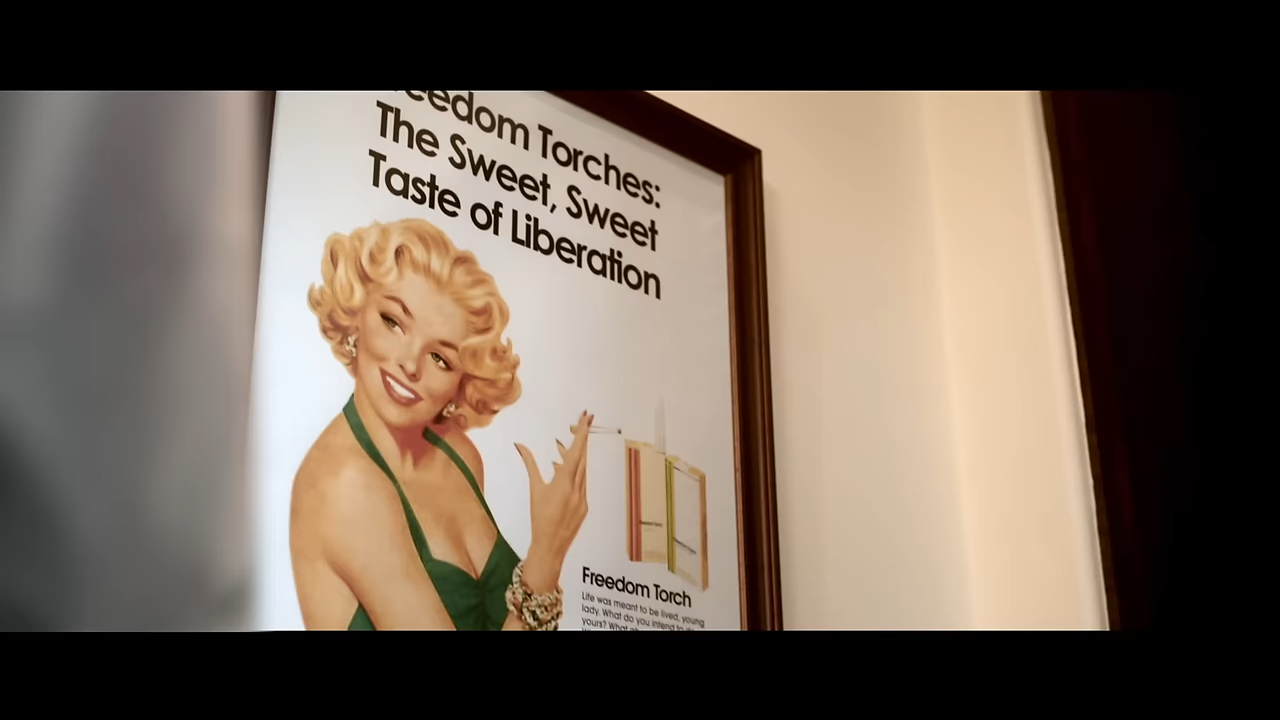 eedom Torches:
The Sweet, Sweet
Taste of Liberation
Freedom Torch
Life was meant to be lived, young
lady. What do you intend to
yours? What